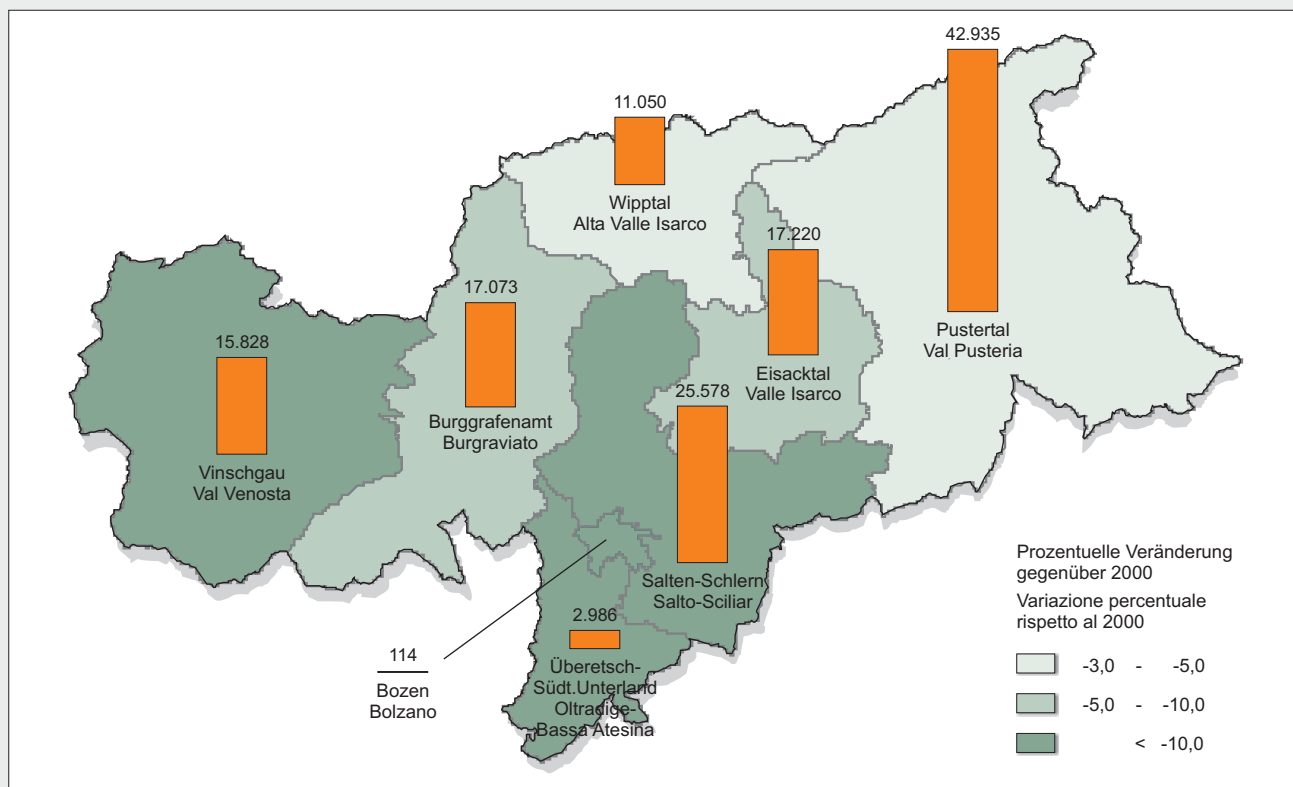 42.935
11.050
Wipptal
Alta Valle Isarco
17.220
17.073
Pustertal
Val Pusteria
15.828
Eisacktal
Valle Isarco
25.578
Burggrafenamt
Burgraviato
Vinschgau
Val Venosta
Salten-Schlern
Salto-Sciliar
2.986
114
Bozen
Bolzano
Überetsch-
Südt.Unterland
Oltradige-
Bassa Atesina
Prozentuelle Veränderung
gegenüber 2000
Variazione percentuale
rispetto al 2000
-3,0 - -5,0
-5,0 - -10,0
< -10,0